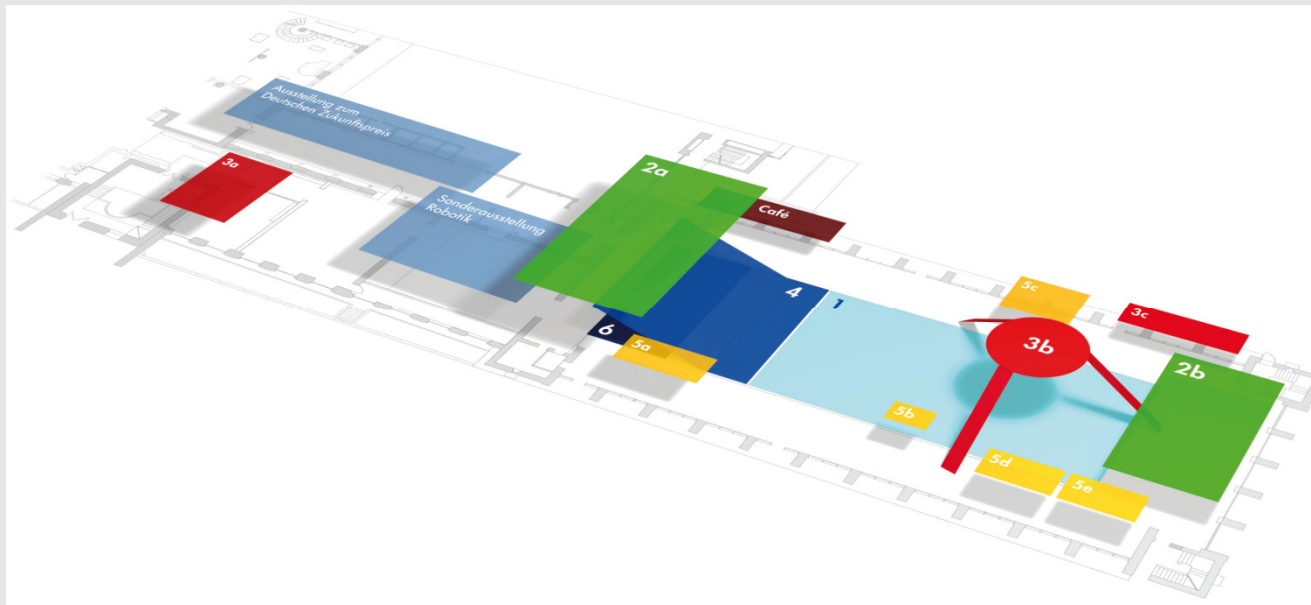 Ausstellung zum
Deutschen Zukunftspreis
3a
2a
Sonderausstellung
Robotik
Café
4
1
6
5a
5c
3c
3b
2b
5b
5d
5e